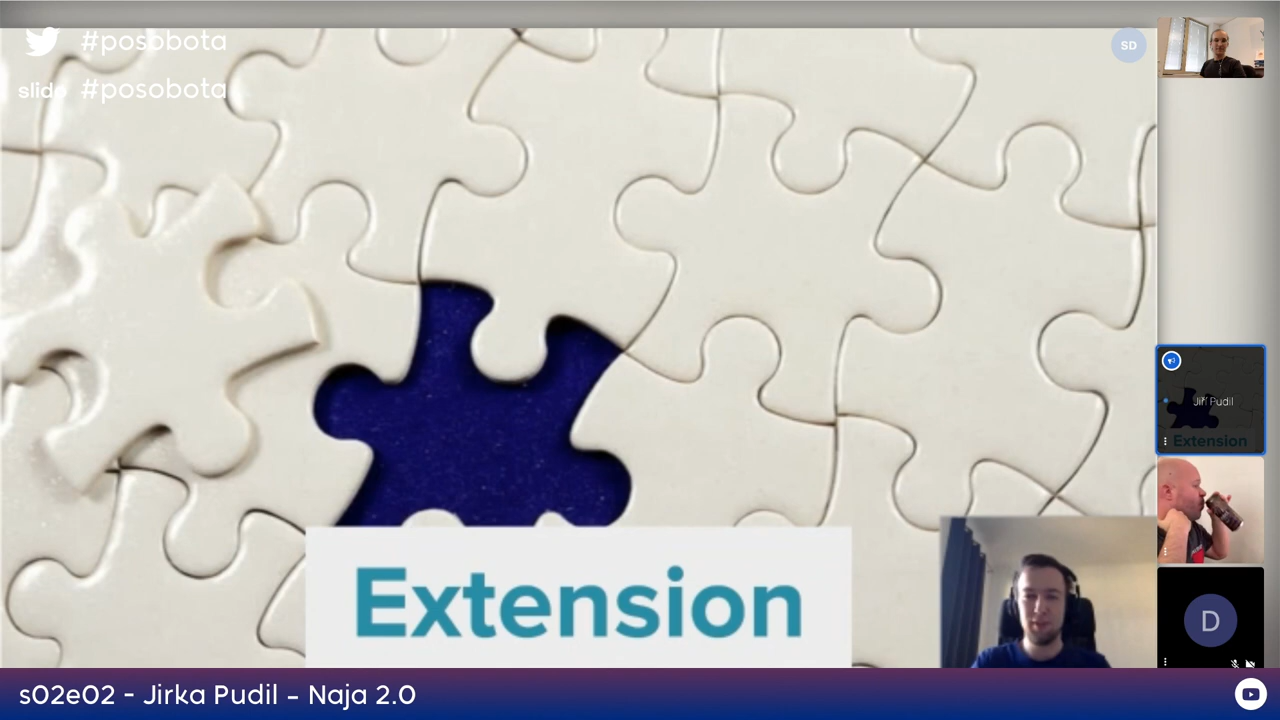 #posobota
slido #posobota
SD
Jiří Pudil
Extension
D
Extension
s02e02 - Jirka Pudil - Naja 2.0